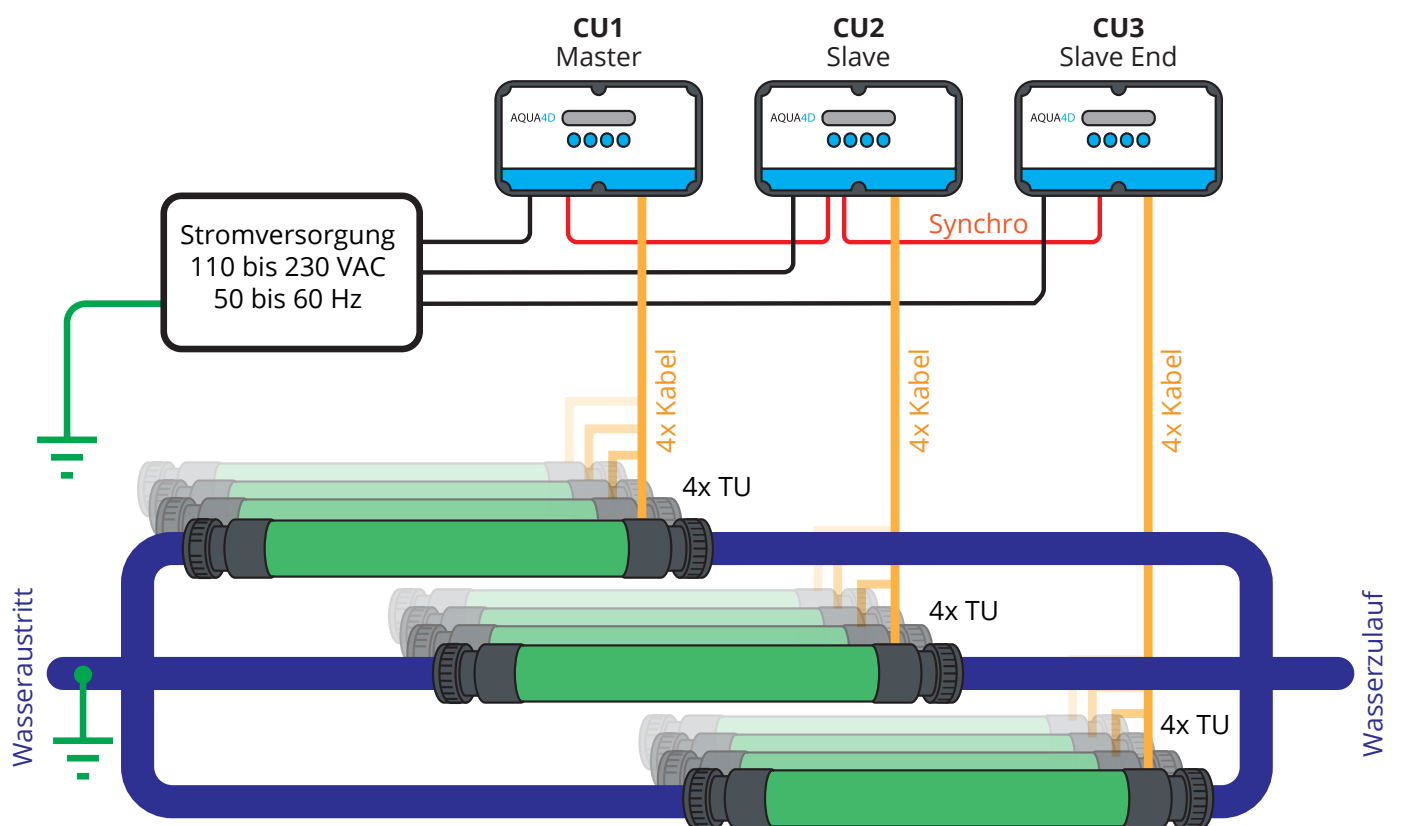 CU1
Master
CU2
Slave
CU3
Slave End
AQUA4D
AQUA4D
AQUA4D
Stromversorgung
110 bis 230 VAC
50 bis 60 Hz
Synchro
4x Kabel
4x Kabel
4x Kabel
4x TU
4x TU
4x TU
Wasseraustritt
Wasserzulauf